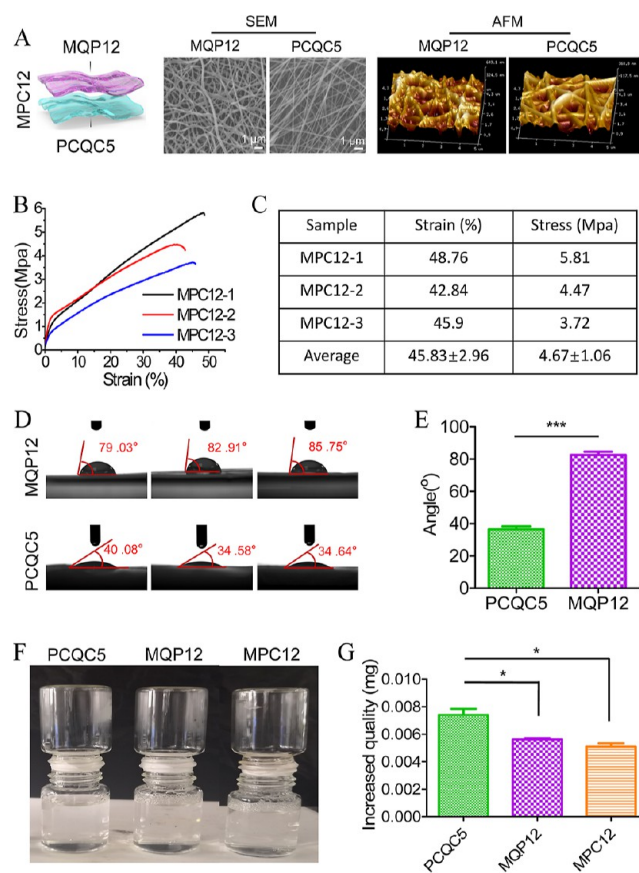 A
SEM
AFM
MQP12
MQP12
PCQC5
MQP12
PCQC5
MPC12
PCQC5
1 μm
1 μm
B
Stress(Mpa)
6
5
4
3
2
1
0
MPC12-1
MPC12-2
MPC12-3
0 10 20 30 40 50
Strain (%)
C
Sample Strain (%) Stress (Mpa)
MPC12-1 48.76 5.81
MPC12-2 42.84 4.47
MPC12-3 45.9 3.72
Average 45.83±2.96 4.67±1.06
D
MQP12
79 .03°
82 .91°
85 .75°
PCQC5
40 .08°
34 .58°
34 .64°
E
***
Angle(°)
100
80
60
40
20
0
PCQC5 MQP12
F
PCQC5 MQP12 MPC12
G
*
*
Increased quality (mg)
0.010
0.008
0.006
0.004
0.002
0.000
PCQC5
MQP12
MPC12